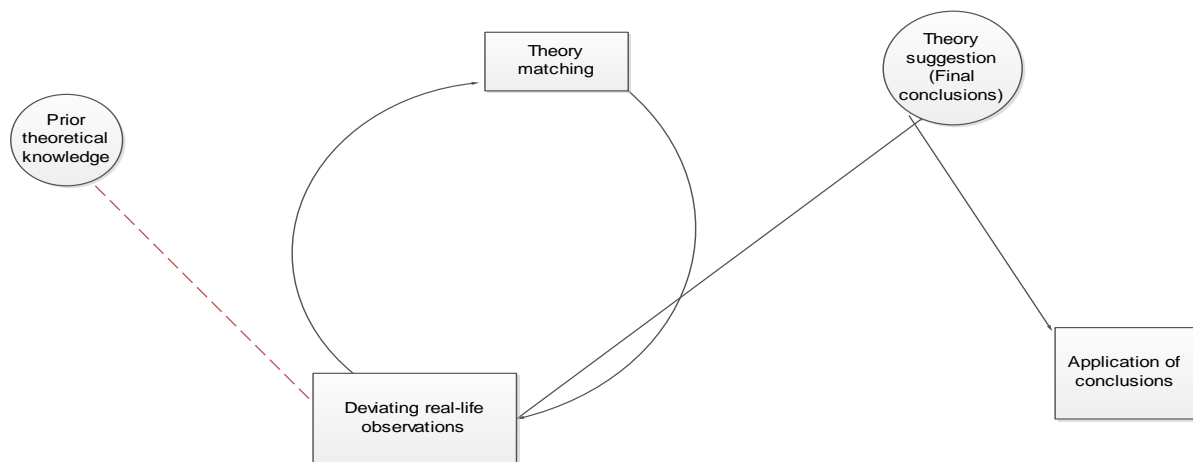 Prior
theoretical
knowledge
Theory
matching
Theory
suggestion
(Final
conclusions)
Deviating real-life
observations
Application of
conclusions